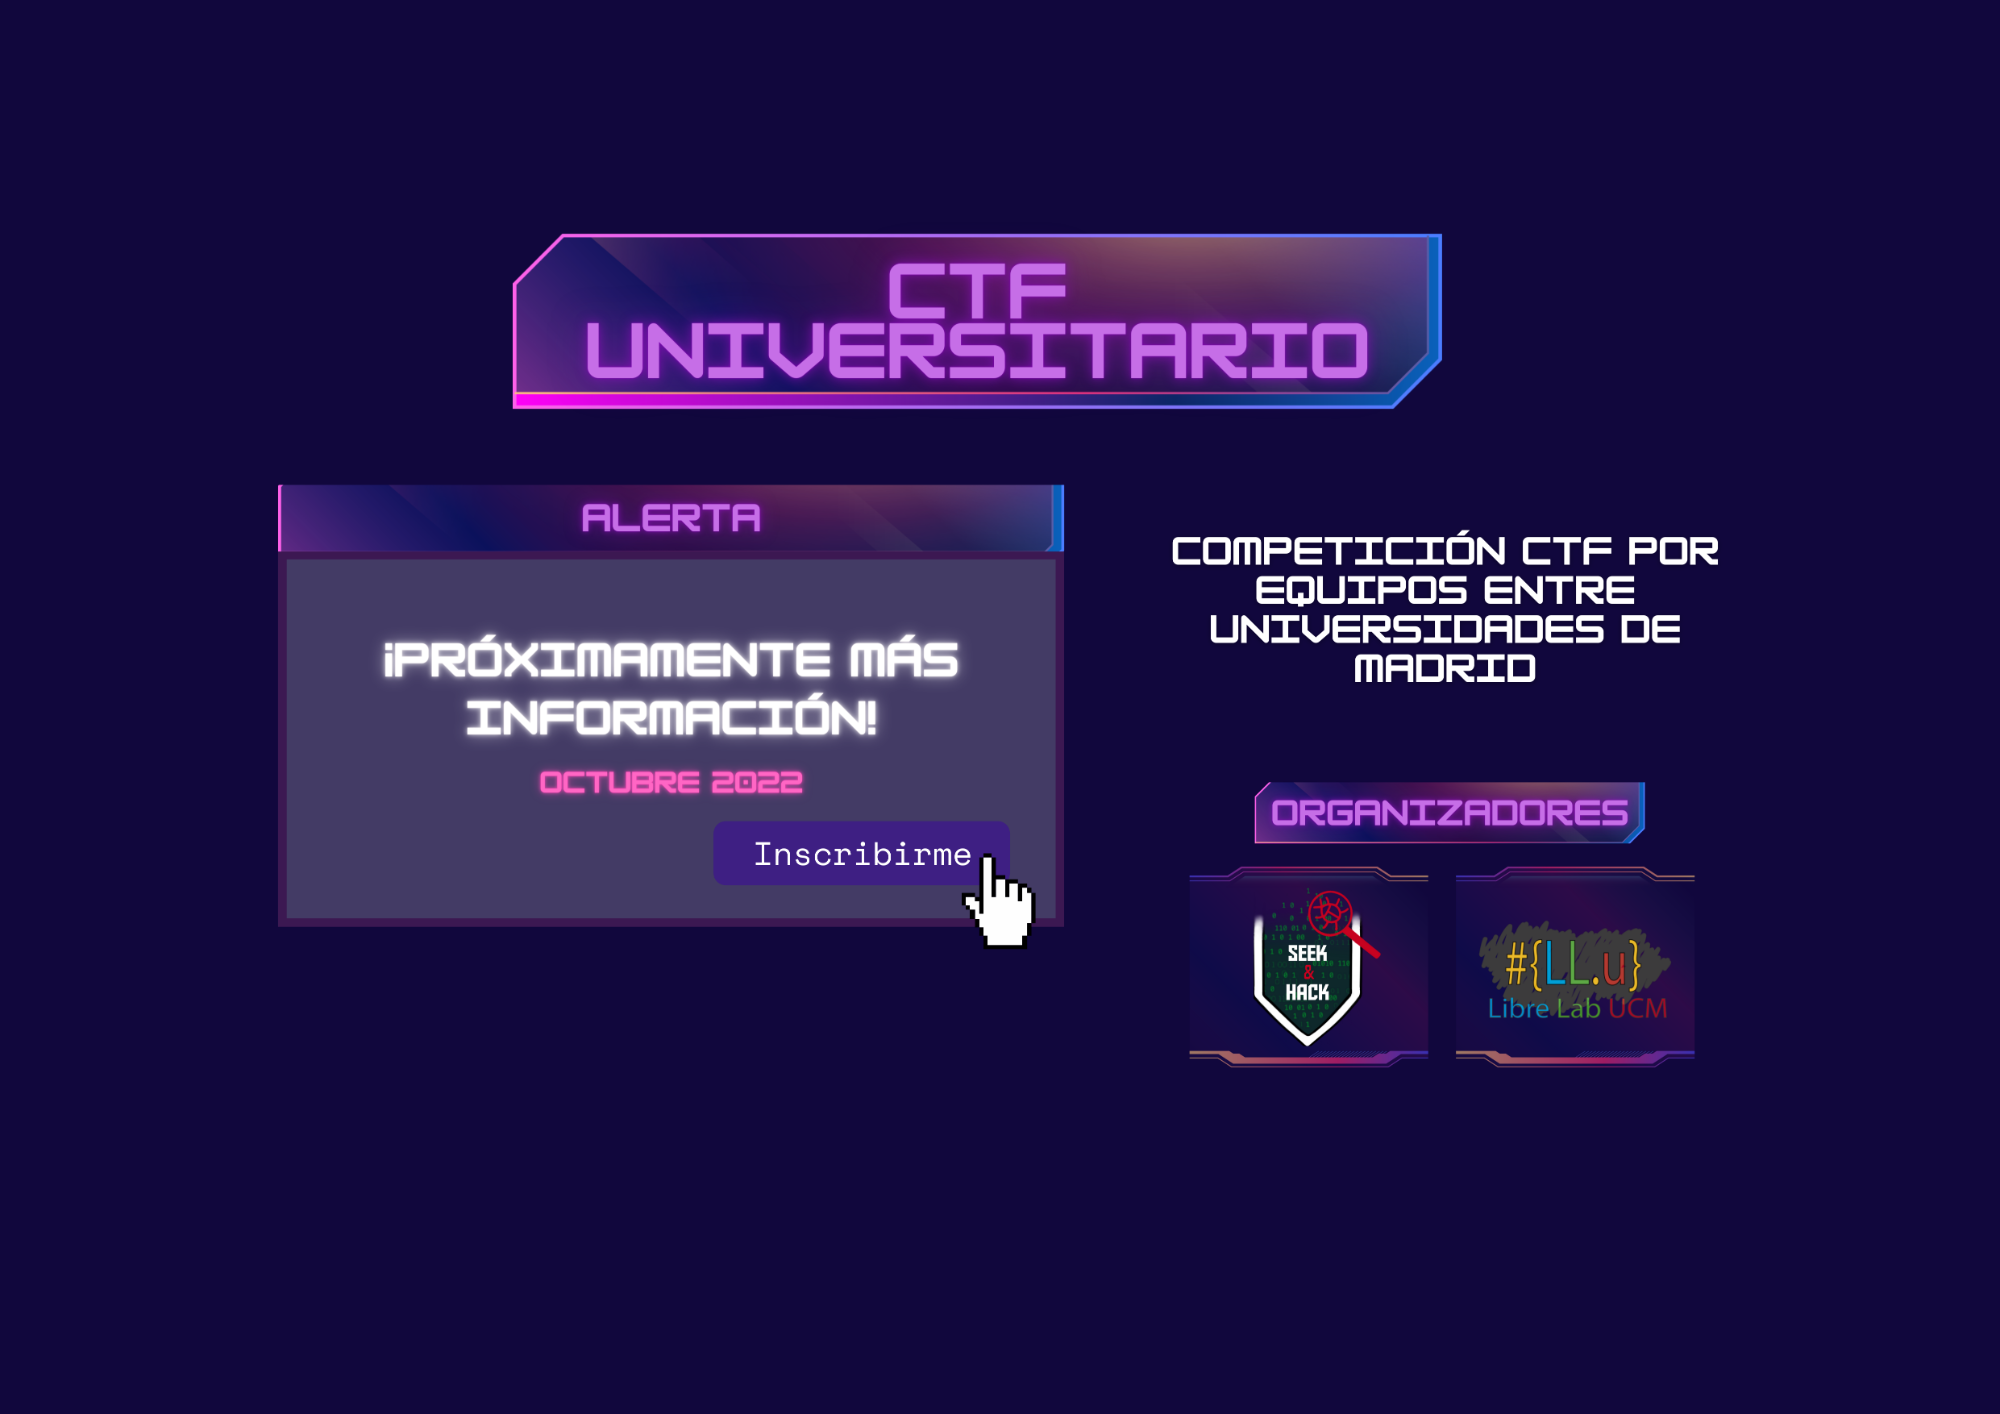 CTF
UNIVERSITARIO
ALERTA
¡PRÓXIMAMENTE MÁS
INFORMACIÓN!
OCTUBRE 2022
Inscribirme
COMPETICIÓN CTF POR
EQUIPOS ENTRE
UNIVERSIDADES DE
MADRID
ORGANIZADORES
SEEK
&
HACK
#{LL.u}
Libre Lab UCM